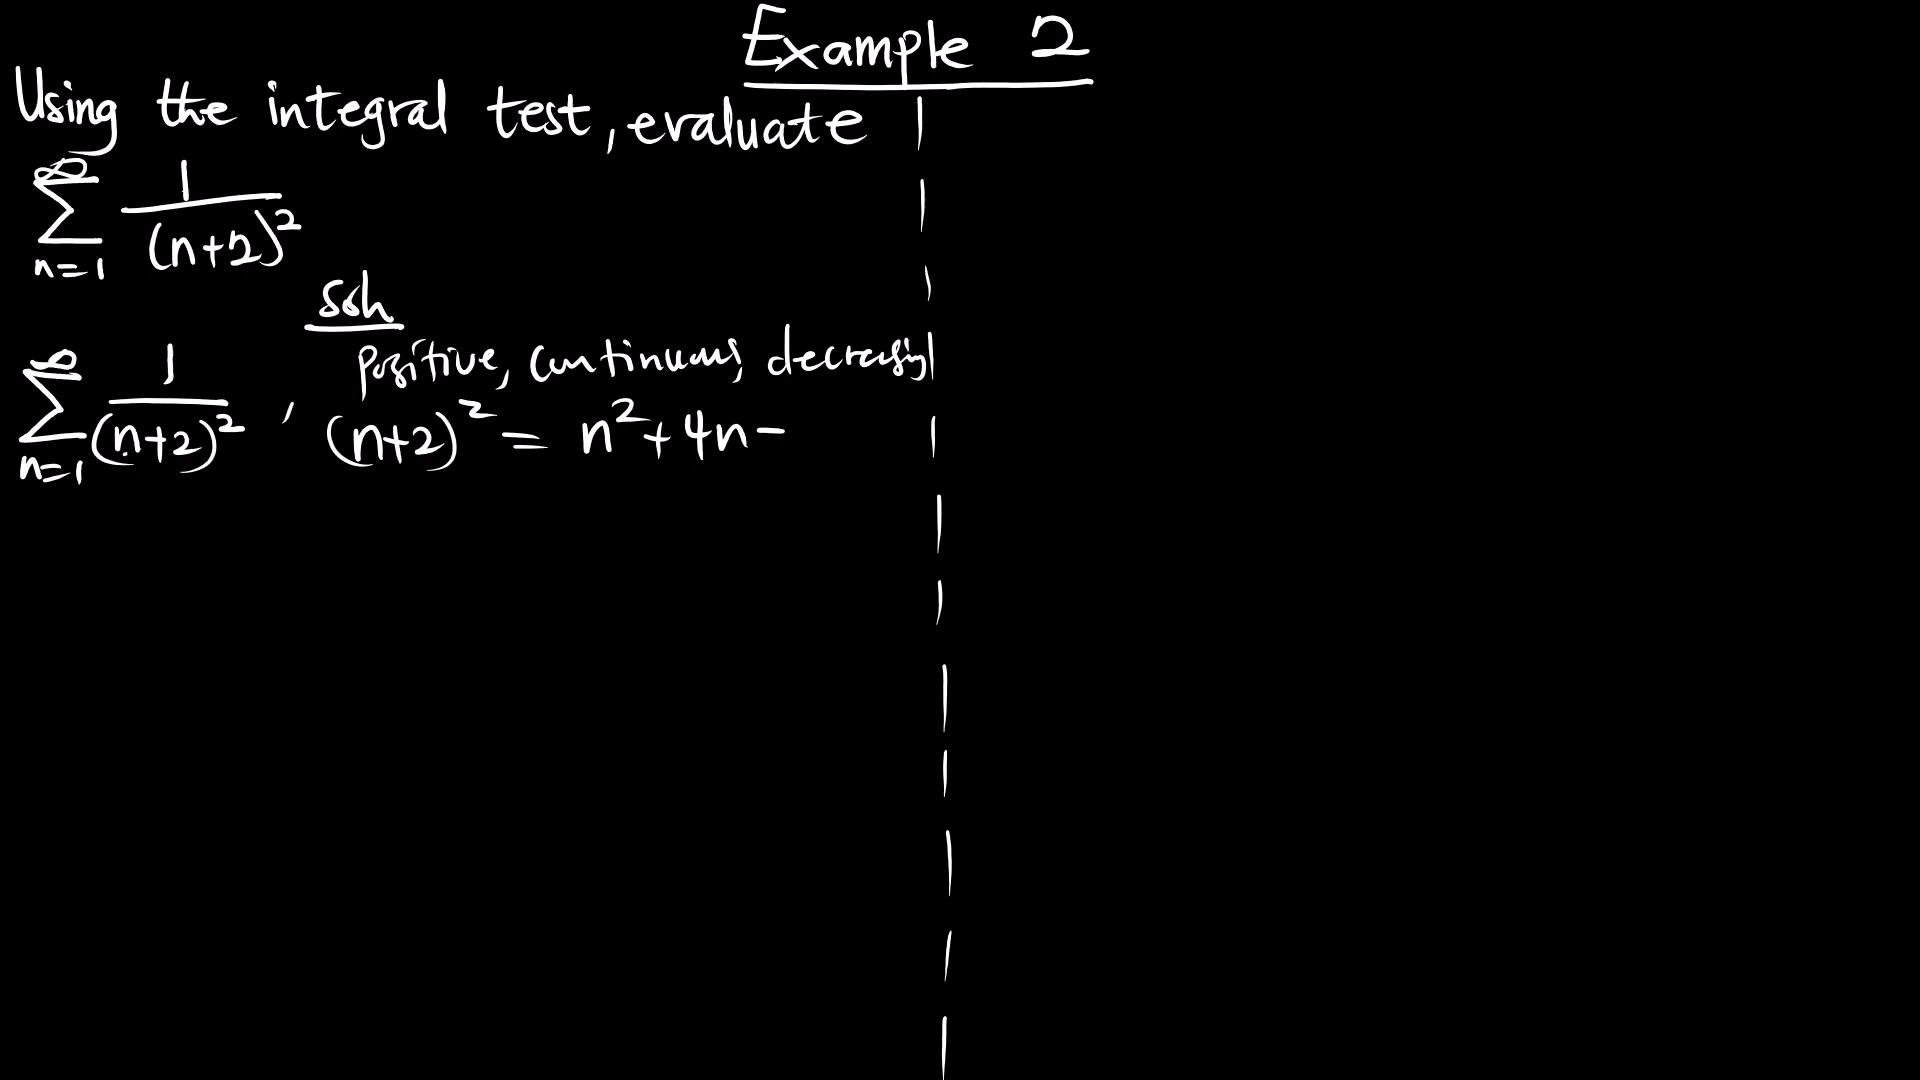 Example 2
Using the integral test, evaluate
∞
∑ 1/(n+2)²
n=1
Soln
positive, continuous, decreasing
∞
∑ 1/(n+2)² , (n+2)² = n²+4n-
n=1